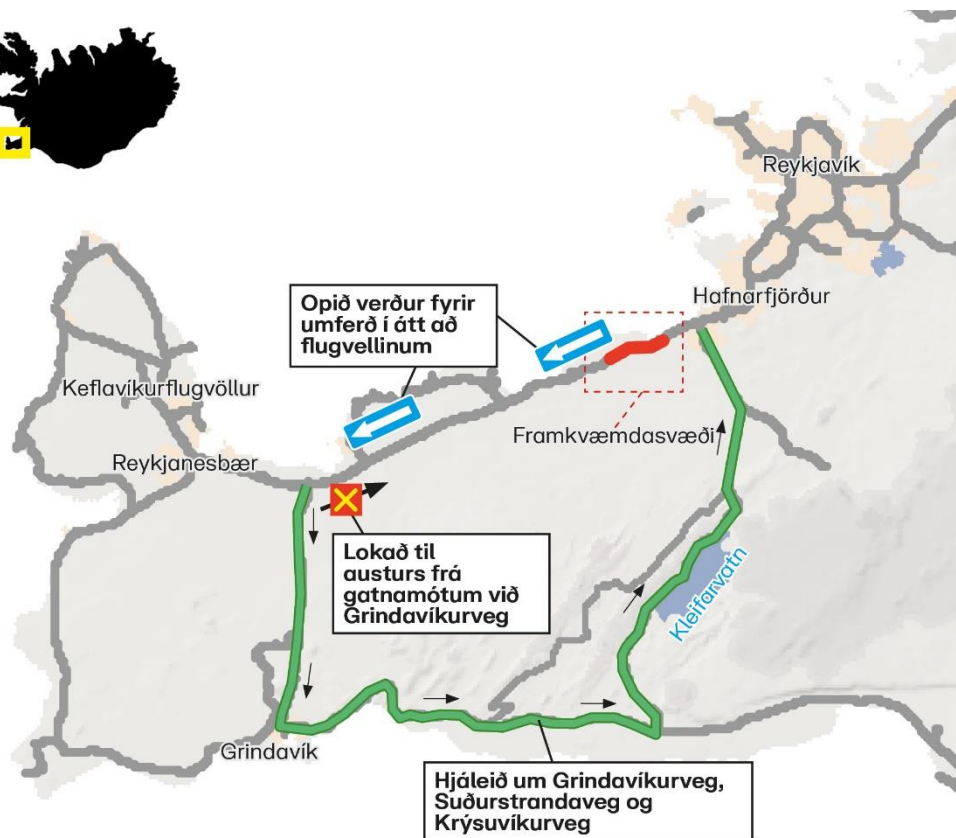 Reykjavík
Hafnarfjörður
Opið verður fyrir
umferð í átt að
flugvellinum
Keflavíkurflugvöllur
Framkvæmdasvæði
Reykjanesbær
Lokað til
austurs frá
gatnamótum við
Grindavíkurveg
Kleifarvatn
Grindavík
Hjáleið um Grindavíkurveg,
Suðurstrandaveg og
Krýsuvíkurveg